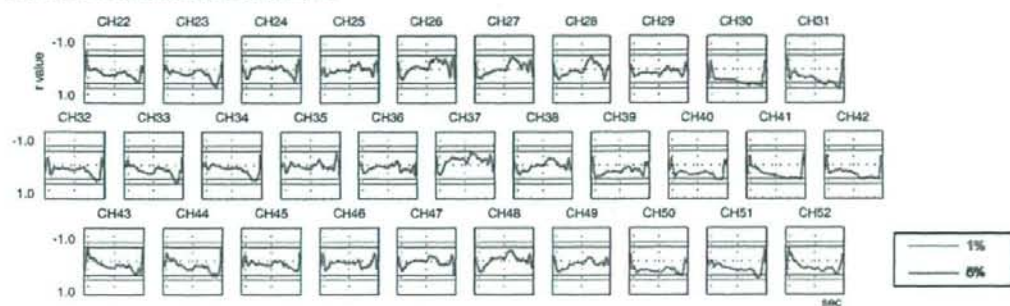 CH22 CH23 CH24 CH25 CH26 CH27 CH28 CH29 CH30 CH31
-1.0
r value
1.0
CH32 CH33 CH34 CH35 CH36 CH37 CH38 CH39 CH40 CH41 CH42
-1.0
1.0
CH43 CH44 CH45 CH46 CH47 CH48 CH49 CH50 CH51 CH52
-1.0
1.0
sec
1%